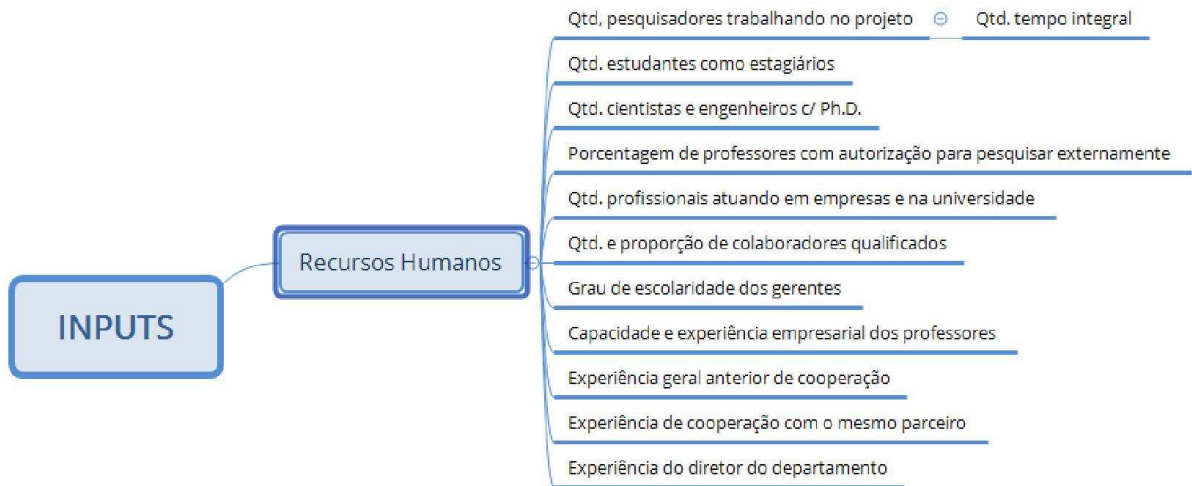 Qtd, pesquisadores trabalhando no projeto
Qtd. tempo integral
Qtd. estudantes como estagiários
Qtd. cientistas e engenheiros c/ Ph.D.
Porcentagem de professores com autorização para pesquisar externamente
Qtd. profissionais atuando em empresas e na universidade
Qtd. e proporção de colaboradores qualificados
Recursos Humanos
Grau de escolaridade dos gerentes
INPUTS
Capacidade e experiência empresarial dos professores
Experiência geral anterior de cooperação
Experiência de cooperação com o mesmo parceiro
Experiência do diretor do departamento